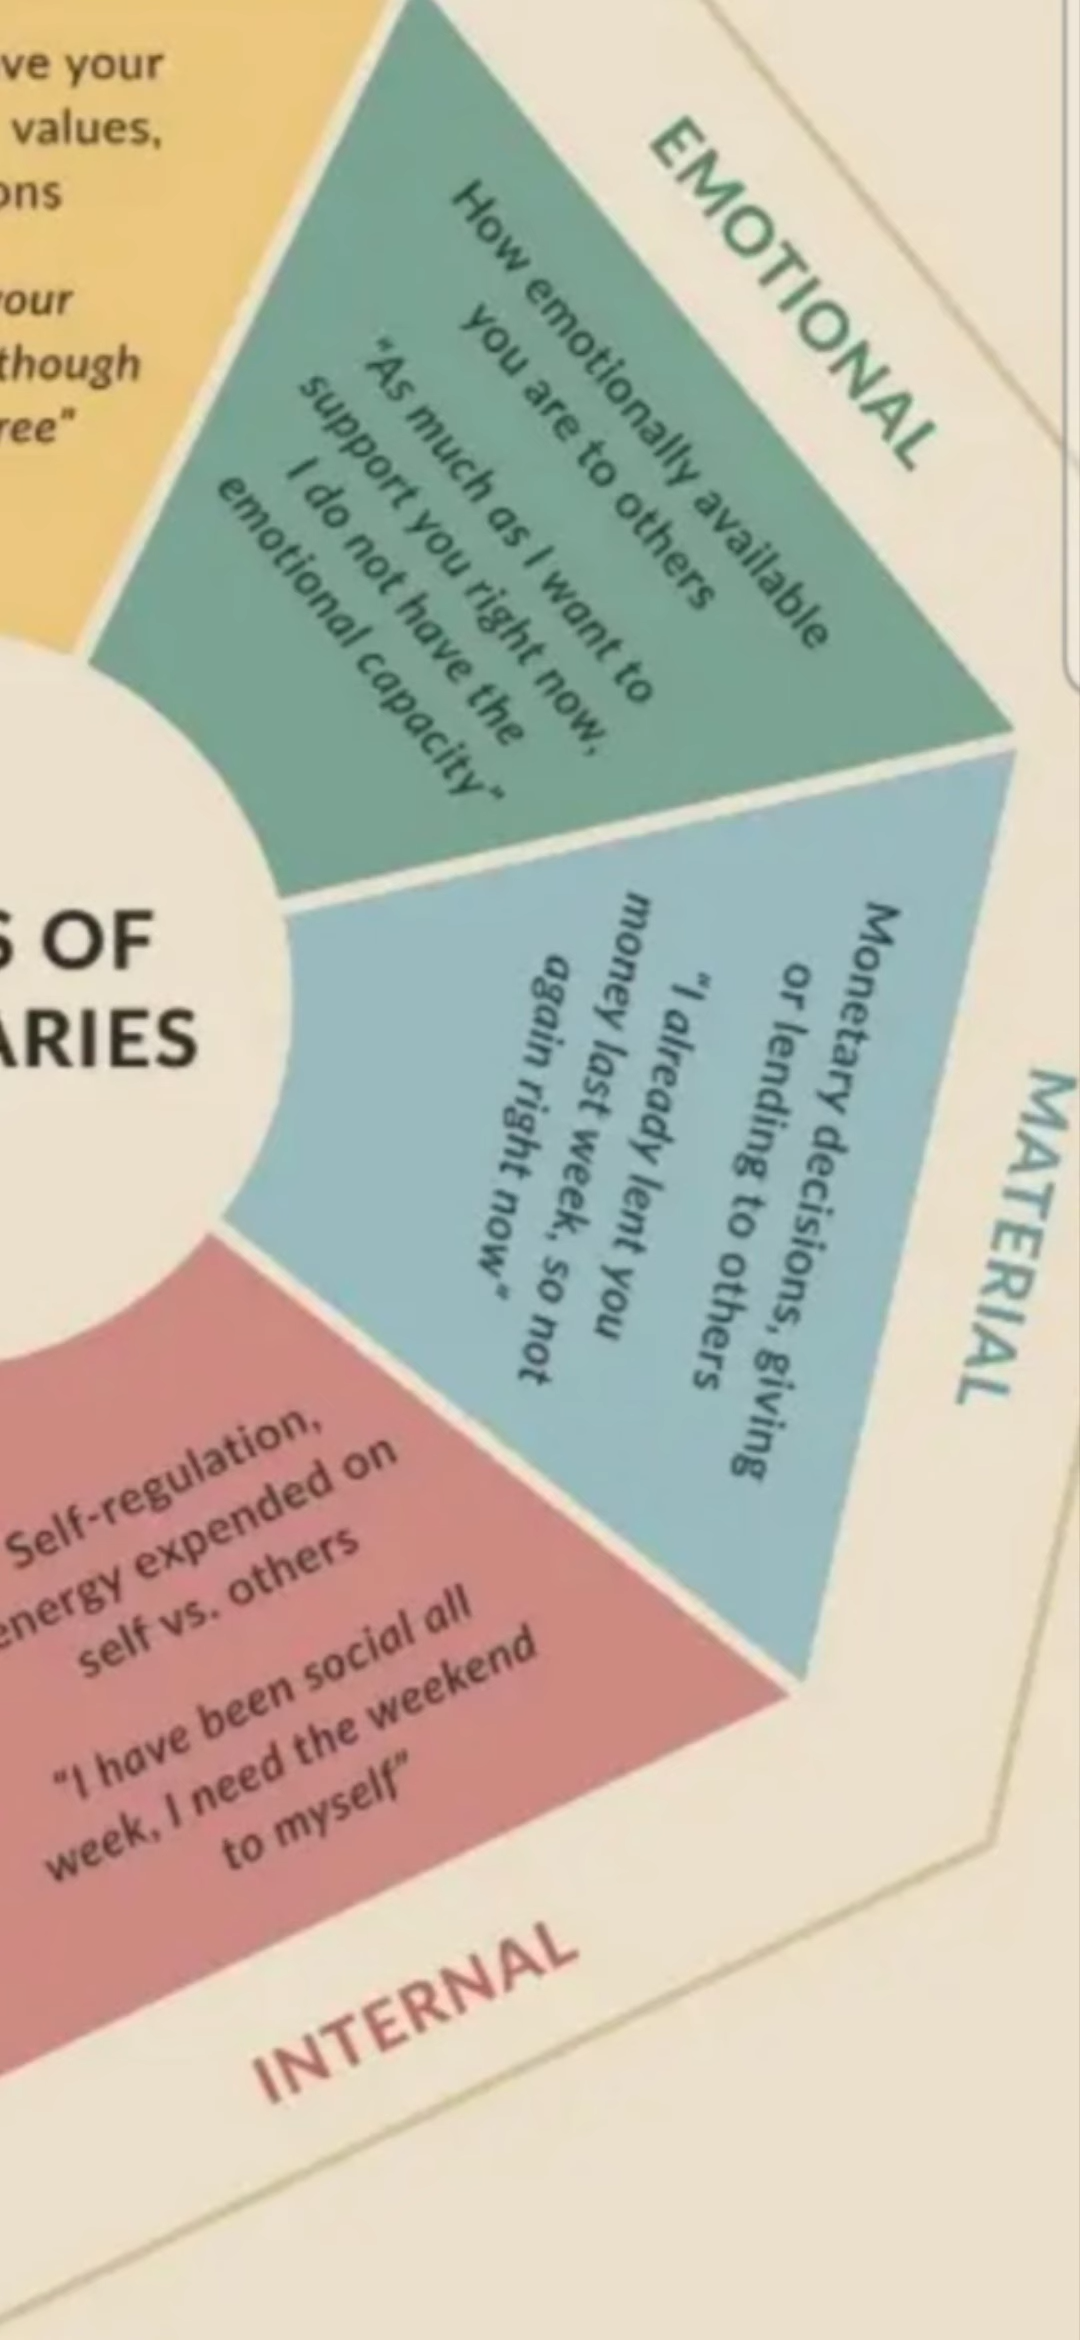 ve your
values,
ons
your
though
ree"
S OF
ARIES
EMOTIONAL
How emotionally available
you are to others
"As much as I want to
support you right now,
I do not have the
emotional capacity"
MATERIAL
Monetary decisions, giving
or lending to others
"I already lent you
money last week, so not
again right now"
Self-regulation,
energy expended on
self vs. others
"I have been social all
week, I need the weekend
to myself"
INTERNAL